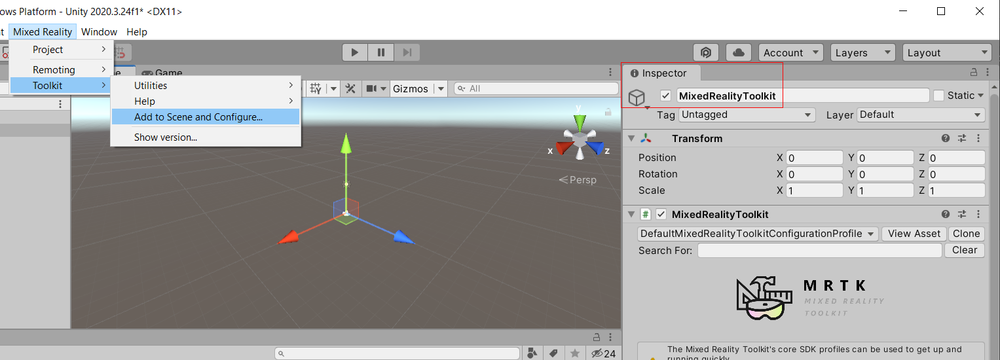 ows Platform - Unity 2020.3.24f1* <DX11>
t Mixed Reality Window Help
Project
Remoting
Toolkit
Utilities
Help
Add to Scene and Configure...
Show version...
Account Layers Layout
e Game
Gizmos All
y
x z
Persp
Inspector
MixedRealityToolkit Static
Tag Untagged Layer Default
Transform
Position X 0 Y 0 Z 0
Rotation X 0 Y 0 Z 0
Scale X 1 Y 1 Z 1
# MixedRealityToolkit
DefaultMixedRealityToolkitConfigurationProfile View Asset Clone
Search For: Clear
MRTK
MIXED REALITY
TOOLKIT
The Mixed Reality Toolkit's core SDK profiles can be used to get up and
running quickly
24